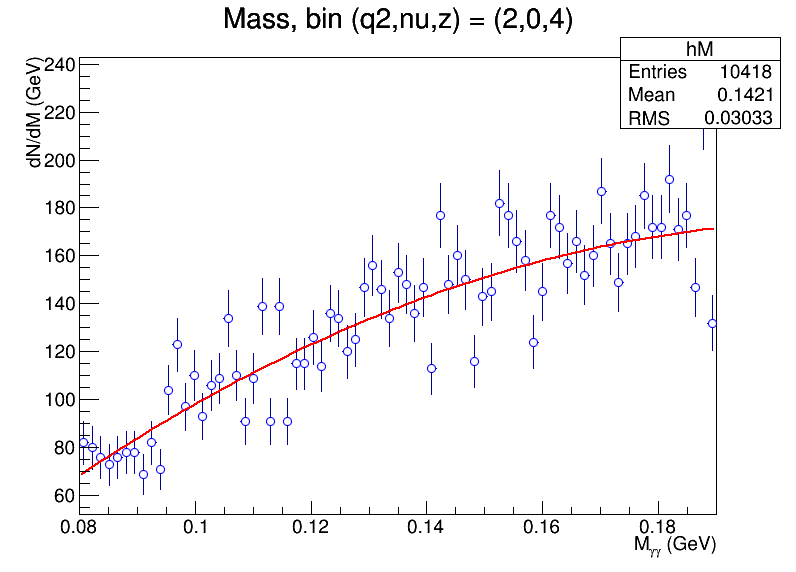 Mass, bin (q2,nu,z) = (2,0,4)
hM
Entries 10418
Mean 0.1421
RMS 0.03033
dN/dM (GeV)
240
220
200
180
160
140
120
100
80
60
0.08 0.1 0.12 0.14 0.16 0.18
Mγγ (GeV)